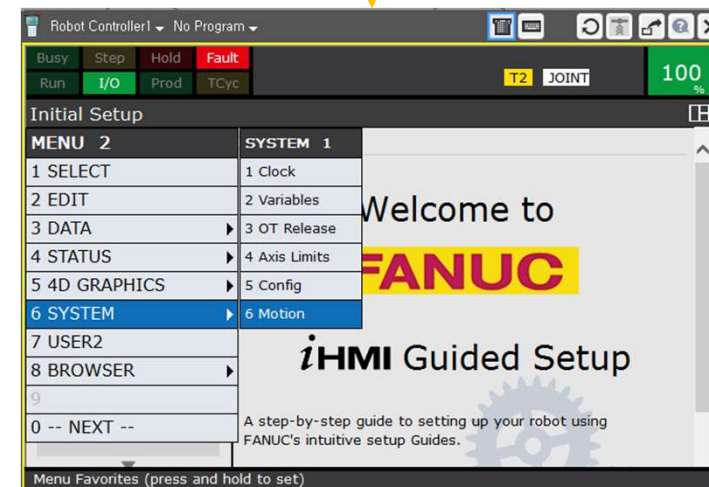 Robot Controller1 No Program
Busy Step Hold Fault
Run I/O Prod TCyc
T2 JOINT
100 %
Initial Setup
MENU 2
1 SELECT
2 EDIT
3 DATA
4 STATUS
5 4D GRAPHICS
6 SYSTEM
7 USER2
8 BROWSER
9
0 -- NEXT --
SYSTEM 1
1 Clock
2 Variables
3 OT Release
4 Axis Limits
5 Config
6 Motion
Welcome to
FANUC
iHMI Guided Setup
A step-by-step guide to setting up your robot using
FANUC's intuitive setup Guides.
Menu Favorites (press and hold to set)